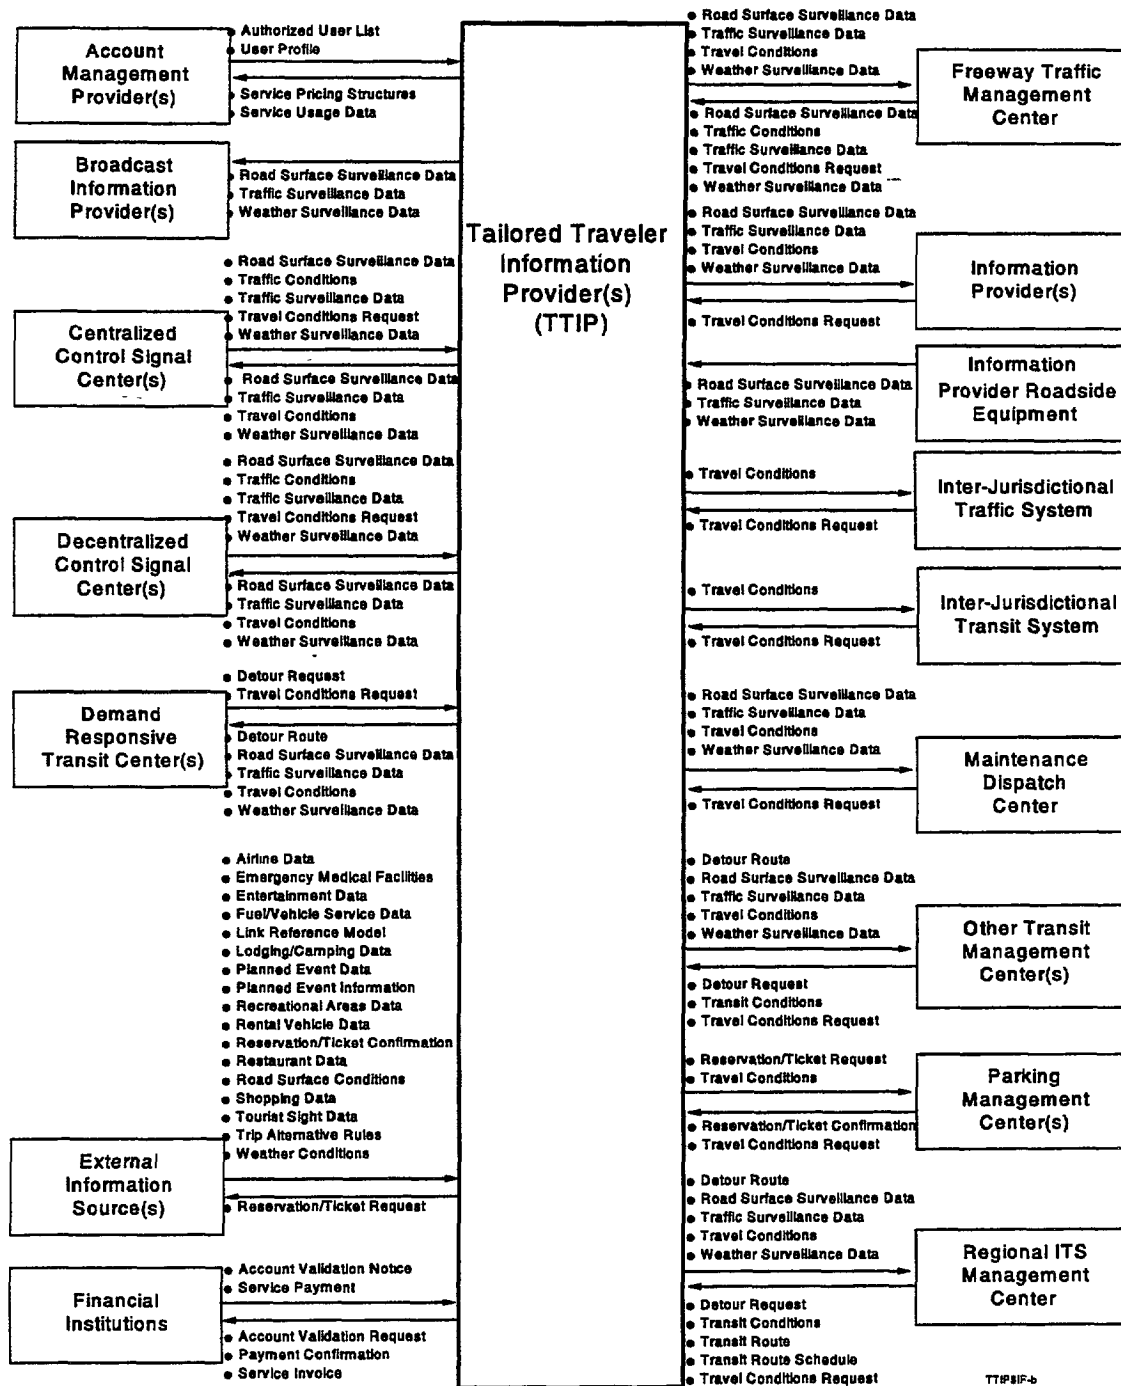 Account
Management
Provider(s)
• Authorized User List
• User Profile
• Service Pricing Structures
• Service Usage Data
Broadcast
Information
Provider(s)
• Road Surface Surveillance Data
• Traffic Surveillance Data
• Weather Surveillance Data
Centralized
Control Signal
Center(s)
• Road Surface Surveillance Data
• Traffic Conditions
• Traffic Surveillance Data
• Travel Conditions Request
• Weather Surveillance Data
• Road Surface Surveillance Data
• Traffic Surveillance Data
• Travel Conditions
• Weather Surveillance Data
Decentralized
Control Signal
Center(s)
• Road Surface Surveillance Data
• Traffic Conditions
• Traffic Surveillance Data
• Travel Conditions Request
• Weather Surveillance Data
• Road Surface Surveillance Data
• Traffic Surveillance Data
• Travel Conditions
• Weather Surveillance Data
Demand
Responsive
Transit Center(s)
• Detour Request
• Travel Conditions Request
• Detour Route
• Road Surface Surveillance Data
• Traffic Surveillance Data
• Travel Conditions
• Weather Surveillance Data
External
Information
Source(s)
• Airline Data
• Emergency Medical Facilities
• Entertainment Data
• Fuel/Vehicle Service Data
• Link Reference Model
• Lodging/Camping Data
• Planned Event Data
• Planned Event Information
• Recreational Areas Data
• Rental Vehicle Data
• Reservation/Ticket Confirmation
• Restaurant Data
• Road Surface Conditions
• Shopping Data
• Tourist Sight Data
• Trip Alternative Rules
• Weather Conditions
• Reservation/Ticket Request
Financial
Institutions
• Account Validation Notice
• Service Payment
• Account Validation Request
• Payment Confirmation
• Service Invoice
Tailored Traveler
Information
Provider(s)
(TTIP)
• Road Surface Surveillance Data
• Traffic Surveillance Data
• Travel Conditions
• Weather Surveillance Data
• Road Surface Surveillance Data
• Traffic Conditions
• Traffic Surveillance Data
• Travel Conditions Request
• Weather Surveillance Data
Freeway Traffic
Management
Center
• Road Surface Surveillance Data
• Traffic Surveillance Data
• Travel Conditions
• Weather Surveillance Data
• Travel Conditions Request
Information
Provider(s)
• Road Surface Surveillance Data
• Traffic Surveillance Data
• Weather Surveillance Data
Information
Provider Roadside
Equipment
• Travel Conditions
• Travel Conditions Request
Inter-Jurisdictional
Traffic System
• Travel Conditions
• Travel Conditions Request
Inter-Jurisdictional
Transit System
• Road Surface Surveillance Data
• Traffic Surveillance Data
• Travel Conditions
• Weather Surveillance Data
• Travel Conditions Request
Maintenance
Dispatch
Center
• Detour Route
• Road Surface Surveillance Data
• Traffic Surveillance Data
• Travel Conditions
• Weather Surveillance Data
• Detour Request
• Transit Conditions
• Travel Conditions Request
Other Transit
Management
Center(s)
• Reservation/Ticket Request
• Travel Conditions
• Reservation/Ticket Confirmation
• Travel Conditions Request
Parking
Management
Center(s)
• Detour Route
• Road Surface Surveillance Data
• Traffic Surveillance Data
• Travel Conditions
• Weather Surveillance Data
• Detour Request
• Transit Conditions
• Transit Route
• Transit Route Schedule
• Travel Conditions Request
Regional ITS
Management
Center
TTIPSIF-b